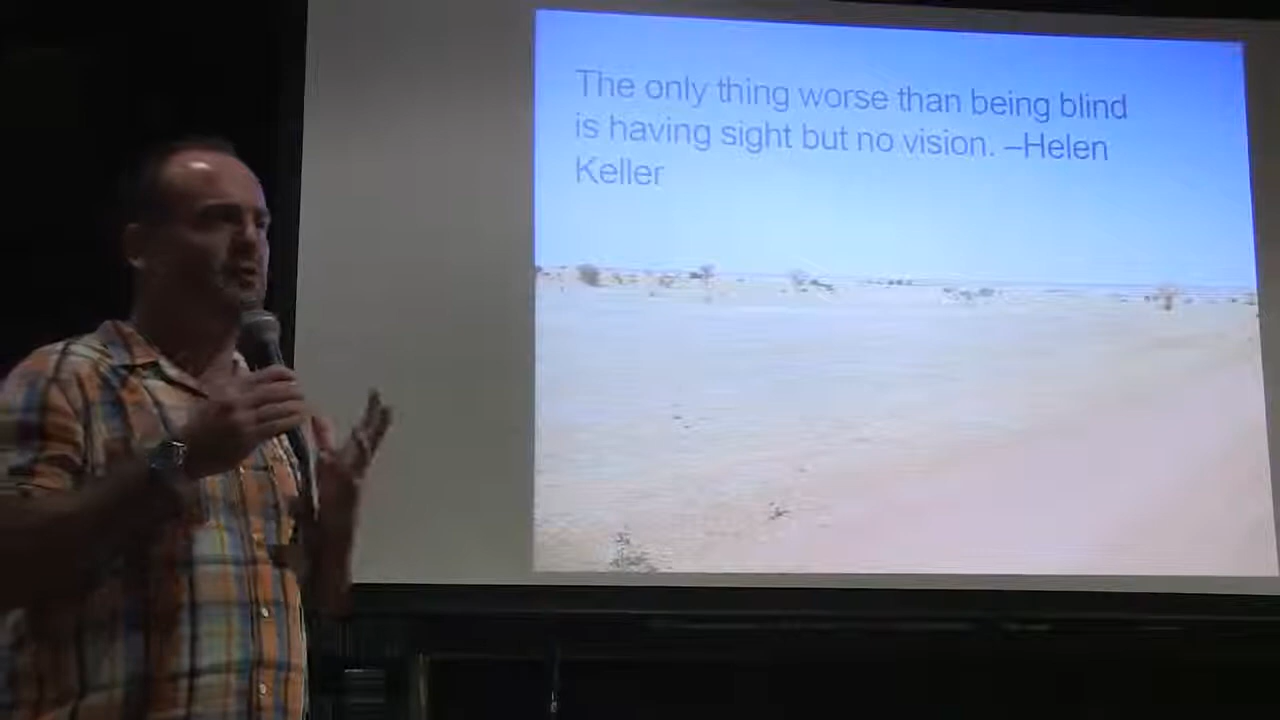 The only thing worse than being blind
is having sight but no vision. –Helen
Keller